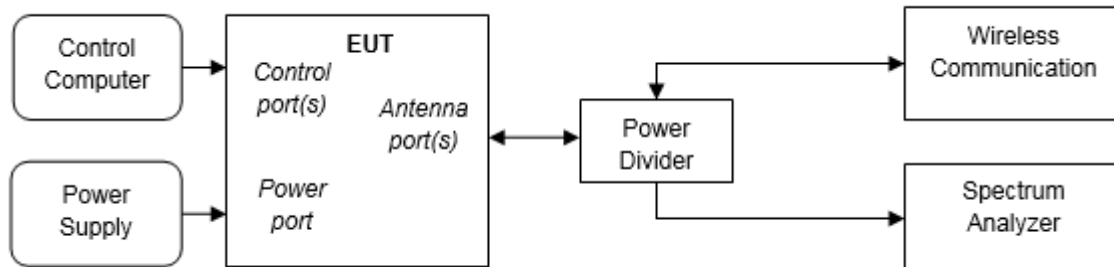 Control
Computer
Power
Supply
EUT
Control
port(s)
Antenna
port(s)
Power
port
Power
Divider
Wireless
Communication
Spectrum
Analyzer